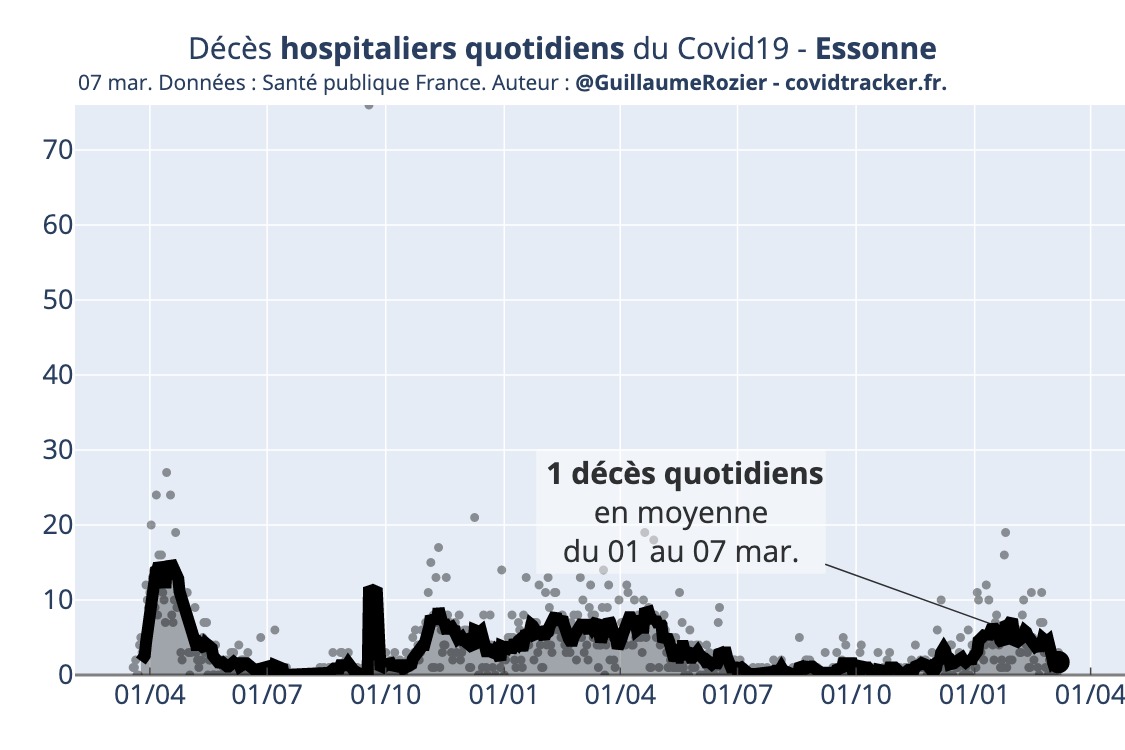 Décès hospitaliers quotidiens du Covid19 - Essonne
07 mar. Données : Santé publique France. Auteur : @GuillaumeRozier - covidtracker.fr.
70
60
50
40
30
1 décès quotidiens
en moyenne
du 01 au 07 mar.
20
10
0
01/04 01/07 01/10 01/01 01/04 01/07 01/10 01/01 01/04